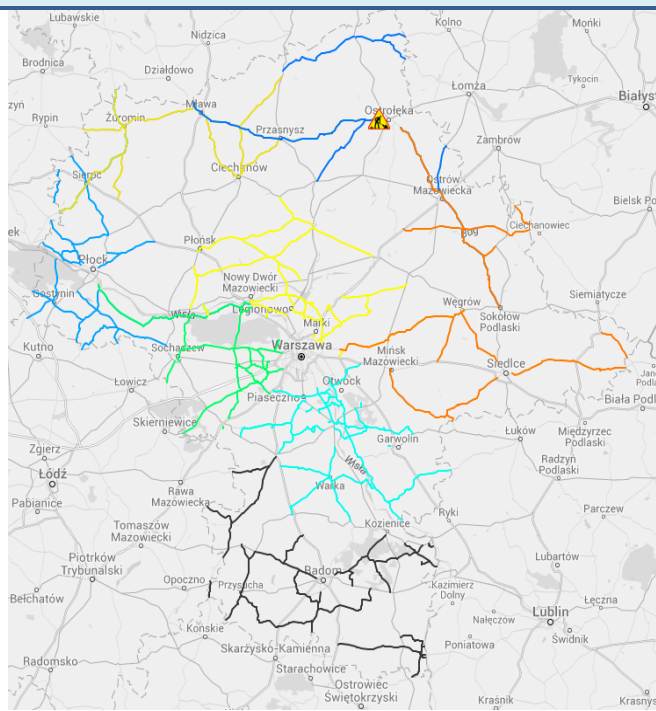 Lubawskie
Kolno
Mońki
Nidzica
Brodnica
Działdowo
Łomża
Tykocin
Białys
Rypin
Żuromin
Mława
Ostrołęka
Przasnysz
Zambrów
Ciechanów
Sierpc
Ostrów
Mazowiecka
Bielsk Po
Ciechanowiec
Bug
Płońsk
Płock
Nowy Dwór
Mazowiecki
Siemiatycze
Gostynin
Wisła
Legionowo
Marki
Węgrów
Sokołów
Podlaski
Kutno
Sochaczew
Warszawa
Mińsk
Mazowiecki
Siedlce
Łowicz
Otwock
Piaseczno
Biała Podl
Skierniewice
Garwolin
Łuków
Międzyrzec
Podlaski
Zgierz
Wisła
Radzyń
Podlaski
Łódź
Rawa
Mazowiecka
Warka
Pabianice
Ryki
Parczew
Tomaszów
Mazowiecki
Kozienice
Piotrków
Trybunalski
Radom
Lubartów
Opoczno
Przysucha
Kazimierz
Dolny
Bełchatów
Łęczna
Lublin
Nałęczów
Końskie
Świdnik
Poniatowa
Skarżysko-Kamienna
Radomsko
Starachowice
Ostrowiec
Świętokrzyski
Kraśnik
Krasnys